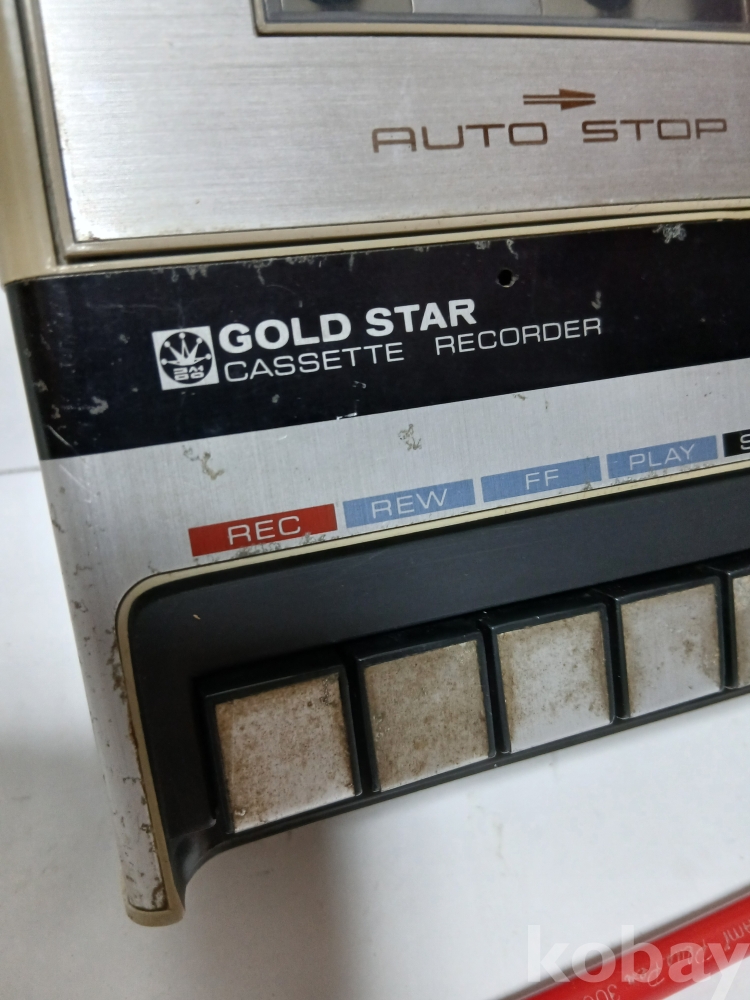 AUTO STOP
GOLD STAR
CASSETTE RECORDER
REC REW FF PLAY S
kobay